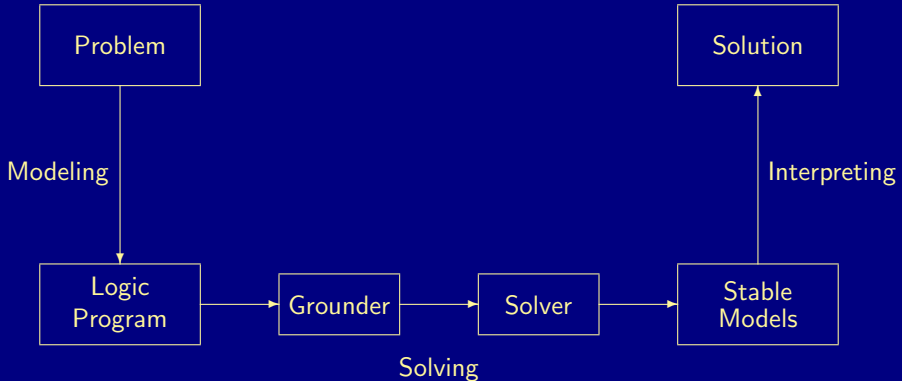 Problem
Solution
Modeling
Interpreting
Logic
Program
Grounder
Solver
Stable
Models
Solving